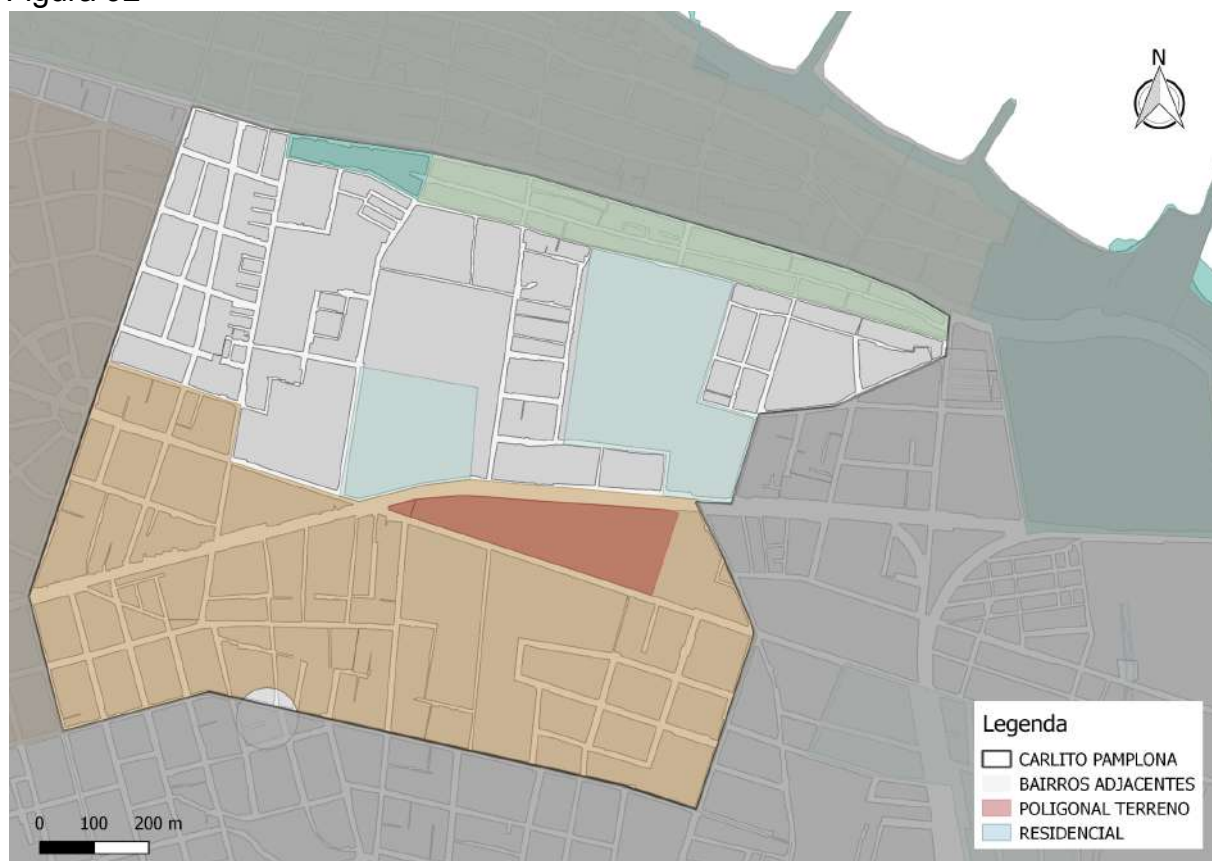 N
Legenda
CARLITO PAMPLONA
BAIRROS ADJACENTES
POLIGONAL TERRENO
RESIDENCIAL
0 100 200 m